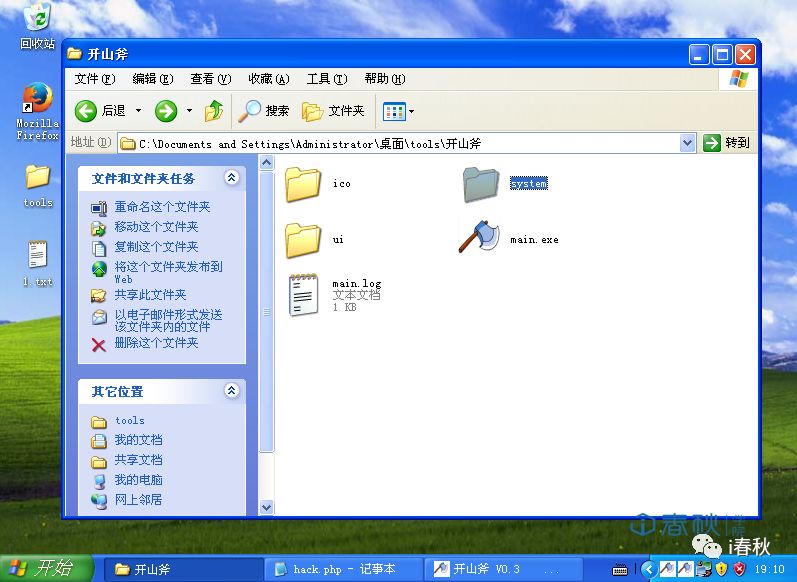 回收站
Mozilla
Firefox
tools
1.txt
开山斧
文件(F) 编辑(E) 查看(V) 收藏(A) 工具(T) 帮助(H)
后退 搜索 文件夹
地址(D) C:\Documents and Settings\Administrator\桌面\tools\开山斧 转到
文件和文件夹任务
重命名这个文件夹
移动这个文件夹
复制这个文件夹
将这个文件夹发布到
Web
共享此文件夹
以电子邮件形式发送
该文件夹内的文件
删除这个文件夹
其它位置
tools
我的文档
共享文档
我的电脑
网上邻居
ico
system
ui
main.exe
main.log
文本文档
1 KB
春秋
i春秋
开始 开山斧 hack.php - 记事本 开山斧 V0.3 ... 19:10